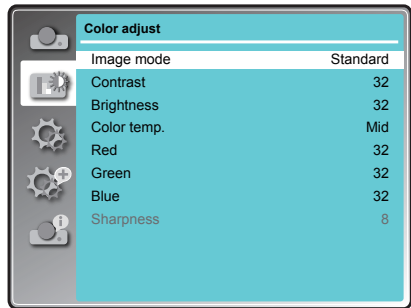 Color adjust
Image mode Standard
Contrast 32
Brightness 32
Color temp. Mid
Red 32
Green 32
Blue 32
Sharpness 8